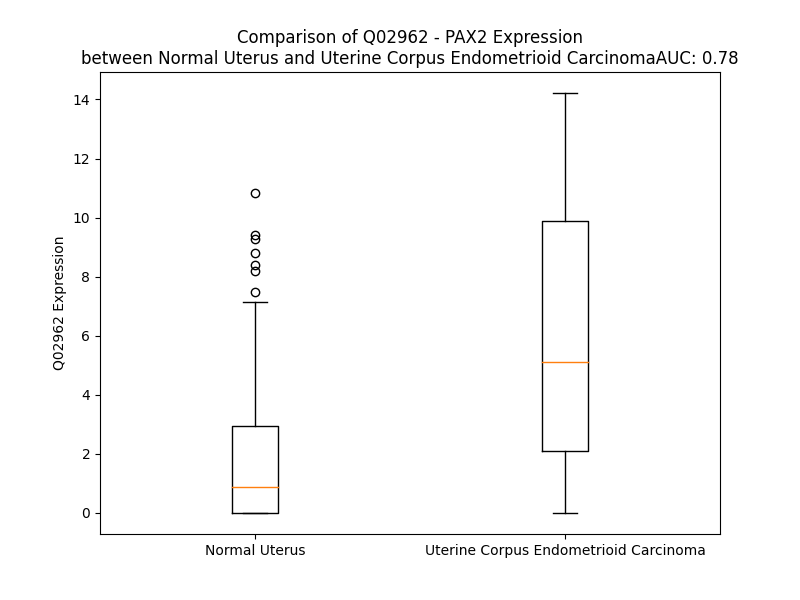 Comparison of Q02962 - PAX2 Expression
between Normal Uterus and Uterine Corpus Endometrioid CarcinomaAUC: 0.78
14
12
10
8
6
4
2
0
Q02962 Expression
Normal Uterus
Uterine Corpus Endometrioid Carcinoma